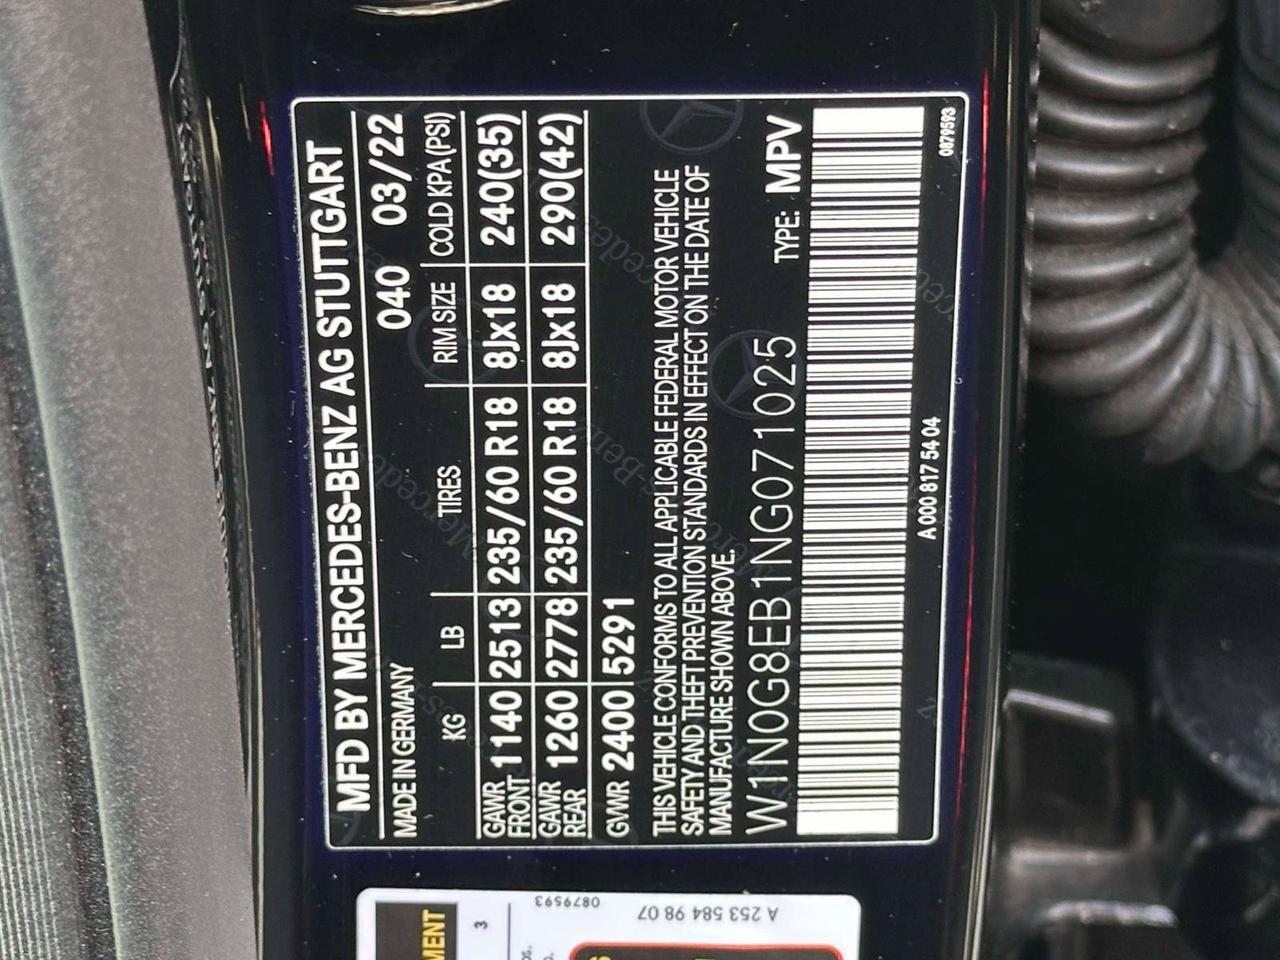 MFD BY MERCEDES-BENZ AG STUTTGART
MADE IN GERMANY 040 03/22
KG LB TIRES RIM SIZE COLD KPA (PSI)
GAWR FRONT 1140 2513 235/60 R18 8Jx18 240(35)
GAWR REAR 1260 2778 235/60 R18 8Jx18 290(42)
GVWR 2400 5291
THIS VEHICLE CONFORMS TO ALL APPLICABLE FEDERAL MOTOR VEHICLE
SAFETY AND THEFT PREVENTION STANDARDS IN EFFECT ON THE DATE OF
MANUFACTURE SHOWN ABOVE.
W1N0G8EB1NG071025 TYPE: MPV
A 000 817 54 04
0879593
A 253 584 98 07
0879593
3